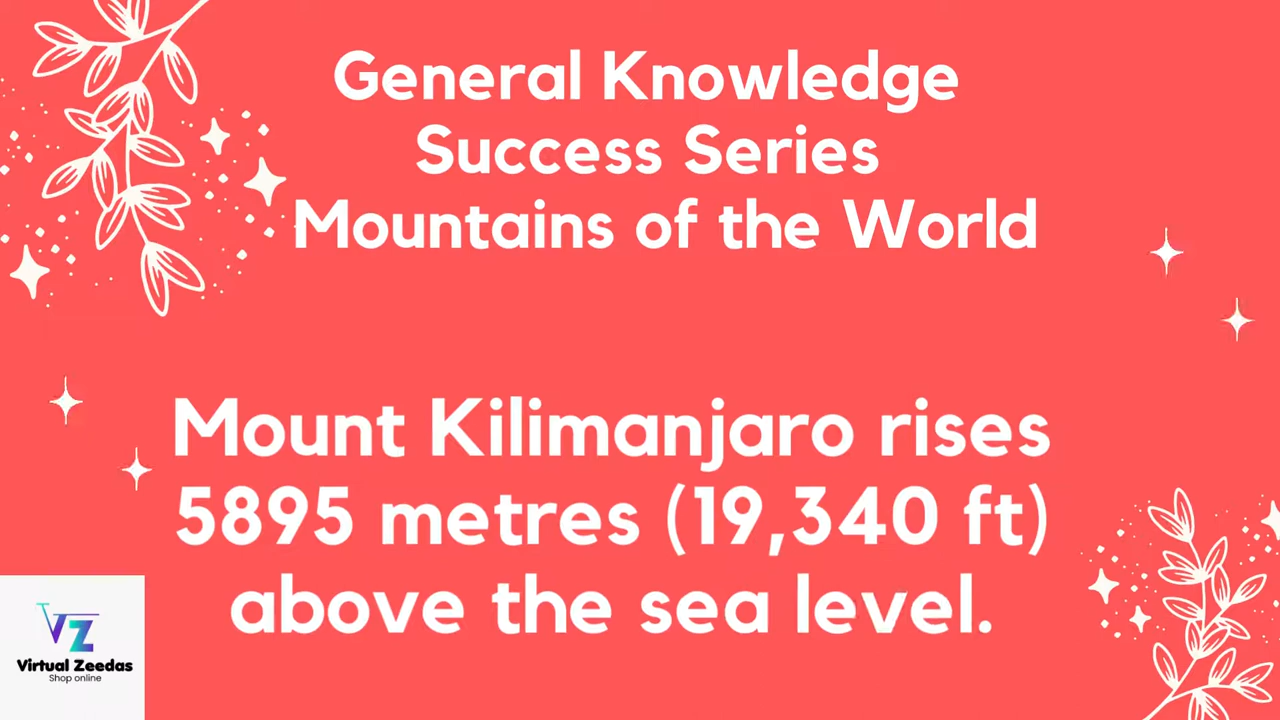 General Knowledge
Success Series
Mountains of the World
Mount Kilimanjaro rises
5895 metres (19,340 ft)
above the sea level.
VZ
Virtual Zeedas
Shop online